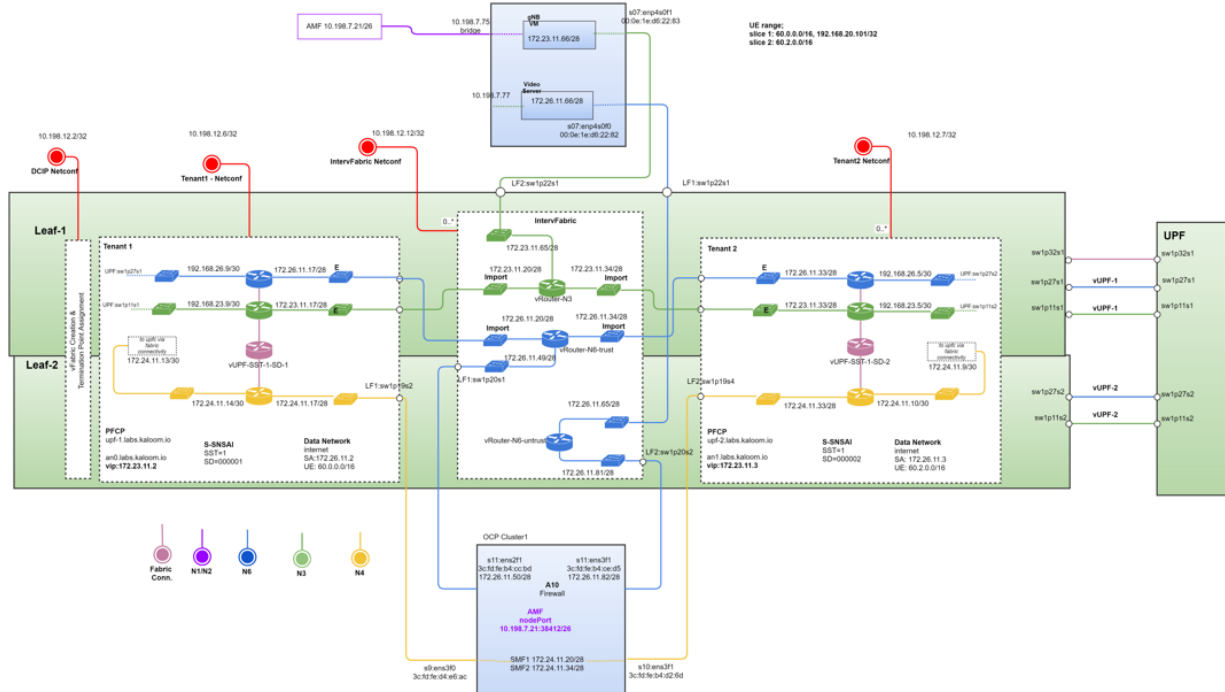 AMF 10.198.7.21/26
10.198.7.75
bridge
gNB
VM
172.23.11.66/28
s07:enp4s0f1
00:0e:1e:d6:22:83
UE range;
slice 1: 60.0.0.0/16, 192.168.20.101/32
slice 2: 60.2.0.0/16
Video
Server
10.198.7.77
172.26.11.66/28
s07:enp4s0f0
00:0e:1e:d6:22:82
10.198.12.2/32
DCIP Netconf
10.198.12.6/32
Tenant1 - Netconf
10.198.12.12/32
IntervFabric Netconf
10.198.12.7/32
Tenant2 Netconf
LF2:sw1p22s1
LF1:sw1p22s1
Leaf-1
Leaf-2
vFabric Creation &
Termination Point Assignment
Tenant 1
UPF:sw1p27s1
192.168.26.9/30
172.26.11.17/28
E
UPF:sw1p11s1
192.168.23.9/30
172.23.11.17/28
E
to upfc via
fabric
connectivity
172.24.11.13/30
vUPF-SST-1-SD-1
172.24.11.14/30
172.24.11.17/28
LF1:sw1p19s2
PFCP
upf-1.labs.kaloom.io
an0.labs.kaloom.io
vip:172.23.11.2
S-SNSAI
SST=1
SD=000001
Data Network
internet
SA:172.26.11.2
UE: 60.0.0.0/16
0..*
IntervFabric
172.23.11.65/28
172.23.11.20/28
172.23.11.34/28
Import
Import
vRouter-N3
172.26.11.20/28
172.26.11.34/28
Import
Import
vRouter-N6-trust
172.26.11.49/28
LF1:sw1p20s1
172.26.11.65/28
vRouter-N6-untrust
LF2:sw1p20s2
172.26.11.81/28
0..*
Tenant 2
E
172.26.11.33/28
192.168.26.5/30
UPF:sw1p27s2
E
172.23.11.33/28
192.168.23.5/30
UPF:sw1p11s2
to upfc via
fabric
connectivity
172.24.11.9/30
vUPF-SST-1-SD-2
LF2:sw1p19s4
172.24.11.33/28
172.24.11.10/30
PFCP
upf-2.labs.kaloom.io
an1.labs.kaloom.io
vip:172.23.11.3
S-SNSAI
SST=1
SD=000002
Data Network
internet
SA: 172.26.11.3
UE: 60.2.0.0/16
UPF
sw1p32s1
sw1p32s1
sw1p27s1
vUPF-1
sw1p27s1
sw1p11s1
vUPF-1
sw1p11s1
sw1p27s2
vUPF-2
sw1p27s2
sw1p11s2
vUPF-2
sw1p11s2
Fabric
Conn.
N1/N2
N6
N3
N4
OCP Cluster1
s11:ens2f1
3c:fd:fe:b4:cc:bd
172.26.11.50/28
s11:ens3f1
3c:fd:fe:b4:ce:d5
172.26.11.82/28
A10
Firewall
AMF
nodePort
10.198.7.21:38412/26
SMF1 172.24.11.20/28
SMF2 172.24.11.34/28
s9:ens3f0
3c:fd:fe:d4:e6:ac
s10:ens3f1
3c:fd:fe:b4:d2:6d